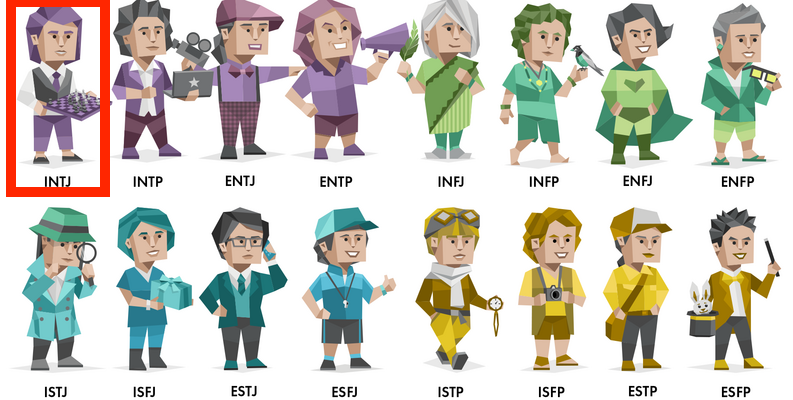 INTJ
INTP
ENTJ
ENTP
INFJ
INFP
ENFJ
ENFP
ISTJ
ISFJ
ESTJ
ESFJ
ISTP
ISFP
ESTP
ESFP